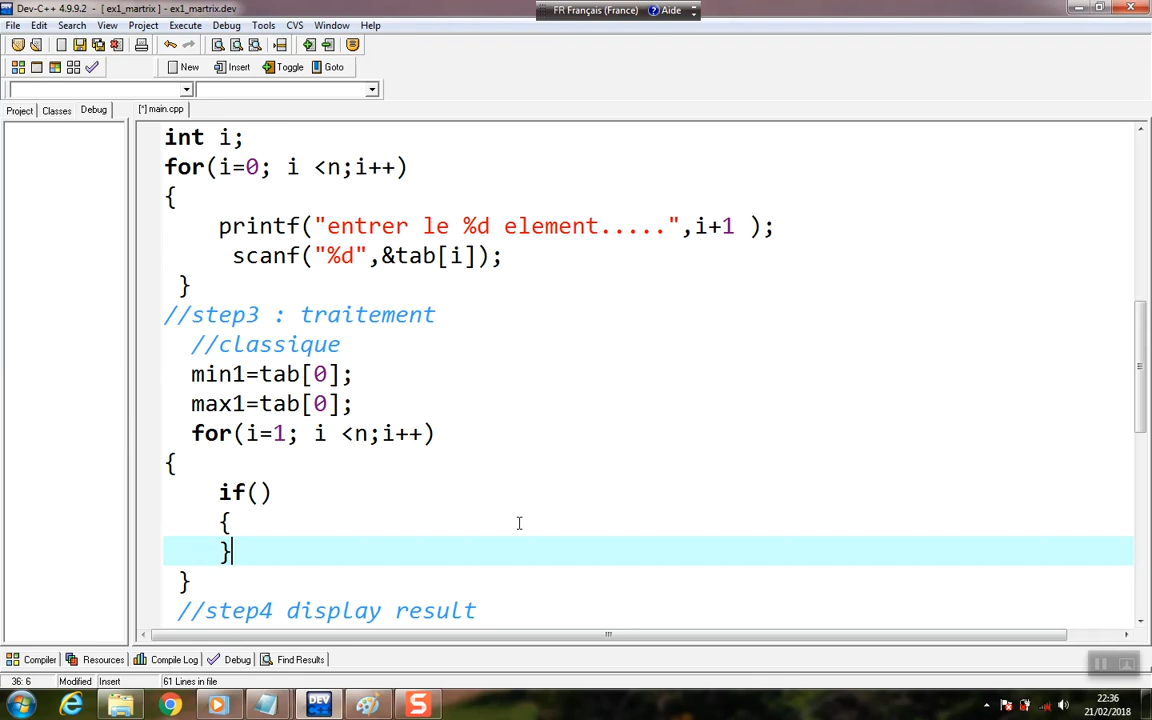 Dev-C++ 4.9.9.2 - [ ex1_martrix ] - ex1_martrix.dev
FR Français (France) Aide
File Edit Search View Project Execute Debug Tools CVS Window Help
New Insert Toggle Goto
Project Classes Debug
[*] main.cpp
int i;
for(i=0; i <n;i++)
{
printf("entrer le %d element.....",i+1 );
scanf("%d",&tab[i]);
}
//step3 : traitement
//classique
min1=tab[0];
max1=tab[0];
for(i=1; i <n;i++)
{
if()
{
}
}
//step4 display result
Compiler Resources Compile Log Debug Find Results
36: 6 Modified Insert 61 Lines in file
22:36
21/02/2018